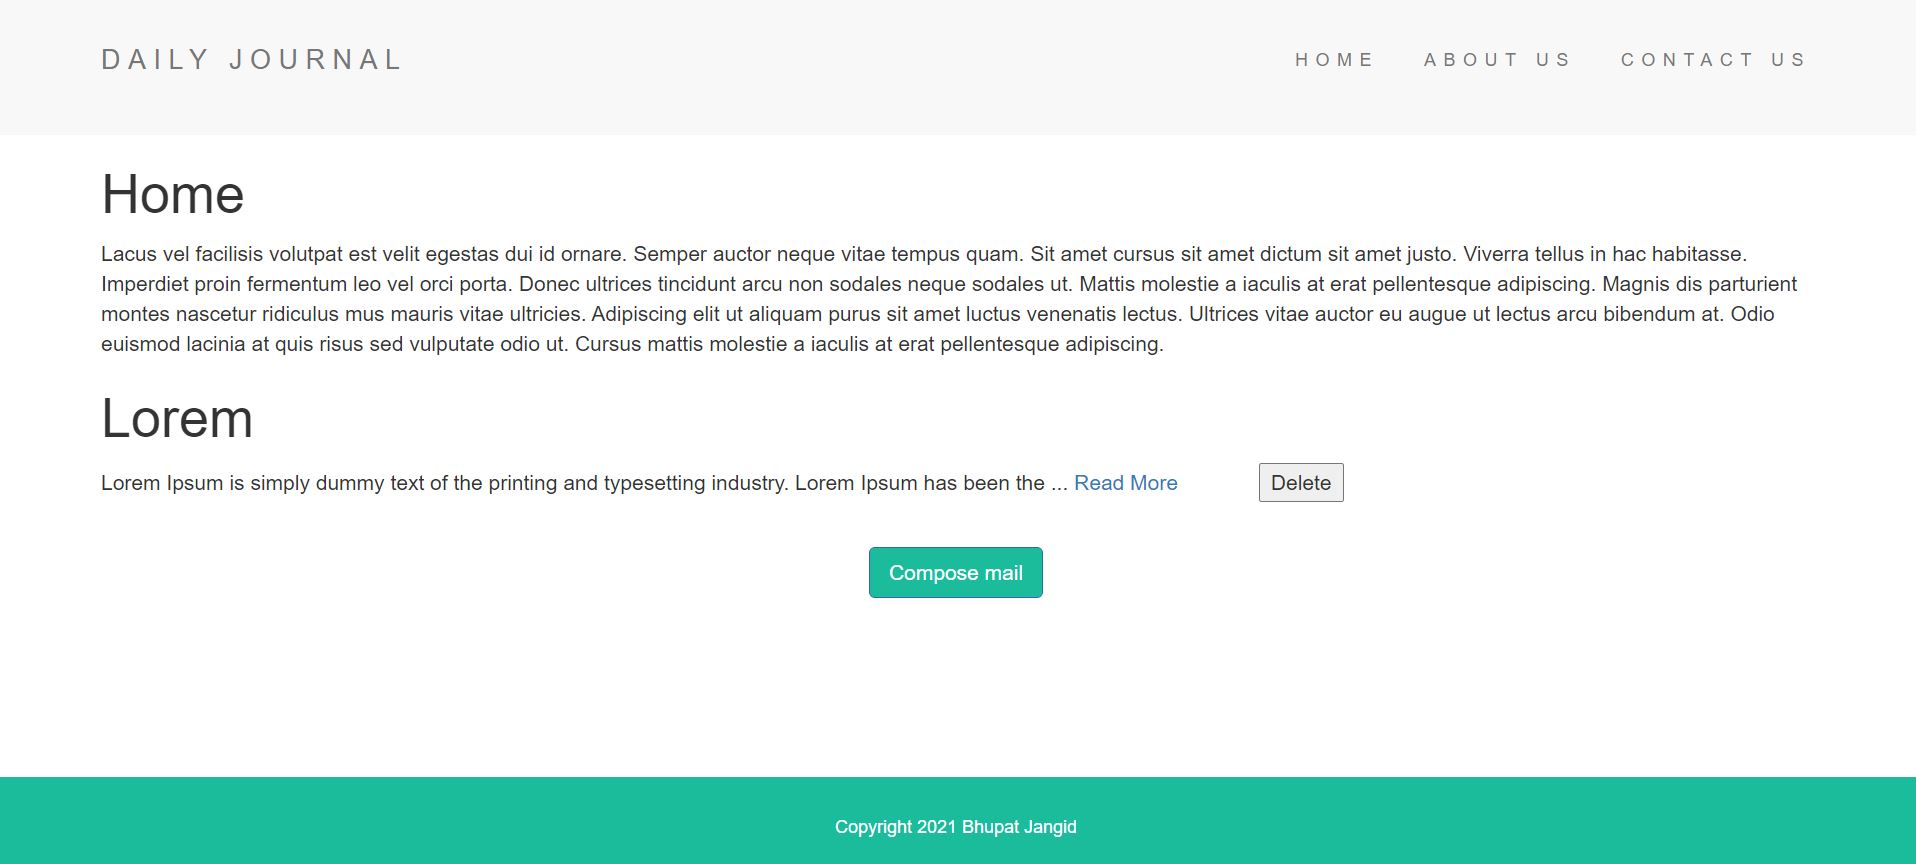 DAILY JOURNAL HOME ABOUT US CONTACT US
Home
Lacus vel facilisis volutpat est velit egestas dui id ornare. Semper auctor neque vitae tempus quam. Sit amet cursus sit amet dictum sit amet justo. Viverra tellus in hac habitasse.
Imperdiet proin fermentum leo vel orci porta. Donec ultrices tincidunt arcu non sodales neque sodales ut. Mattis molestie a iaculis at erat pellentesque adipiscing. Magnis dis parturient
montes nascetur ridiculus mus mauris vitae ultricies. Adipiscing elit ut aliquam purus sit amet luctus venenatis lectus. Ultrices vitae auctor eu augue ut lectus arcu bibendum at. Odio
euismod lacinia at quis risus sed vulputate odio ut. Cursus mattis molestie a iaculis at erat pellentesque adipiscing.
Lorem
Lorem Ipsum is simply dummy text of the printing and typesetting industry. Lorem Ipsum has been the ... Read More Delete
Compose mail
Copyright 2021 Bhupat Jangid